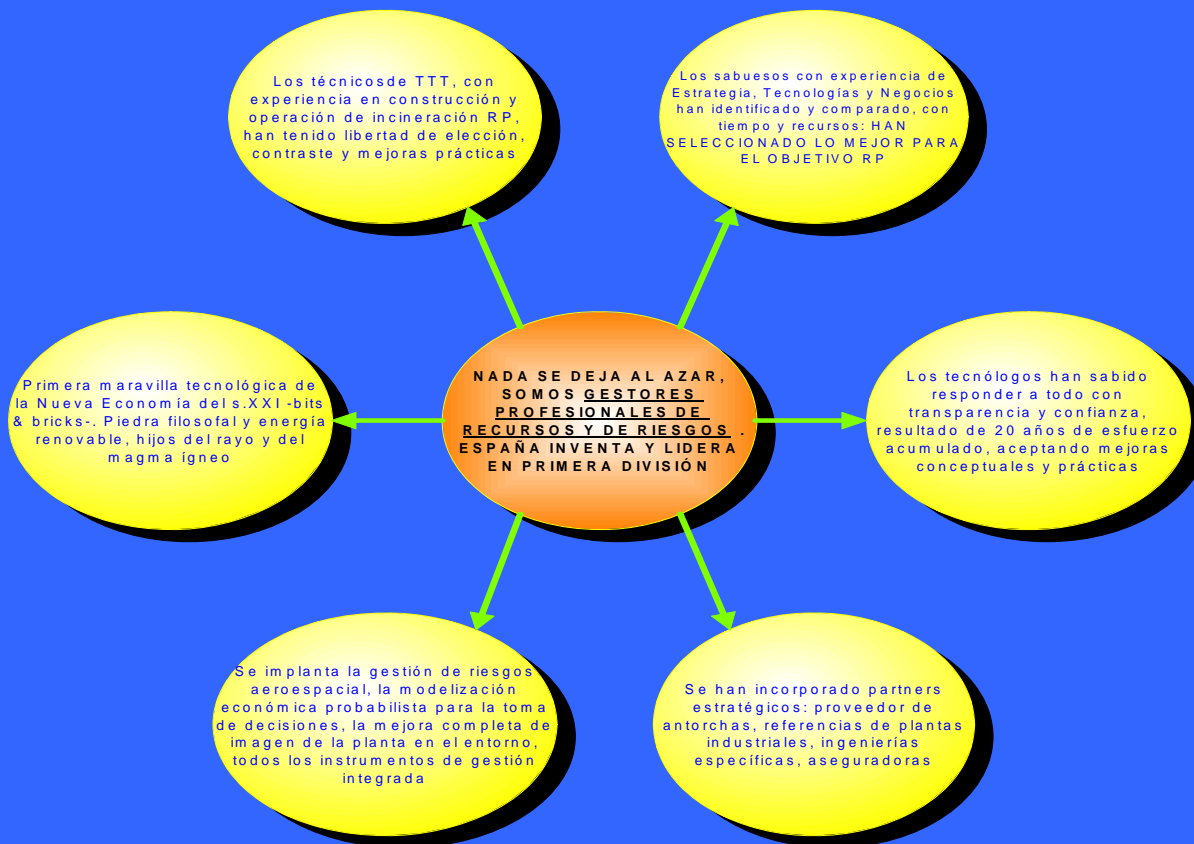 Los técnicosde TTT, con
experiencia en construcción y
operación de incineración RP,
han tenido libertad de elección,
contraste y mejoras prácticas
Los sabuesos con experiencia de
Estrategia, Tecnologías y Negocios
han identificado y comparado, con
tiempo y recursos: HAN
SELECCIONADO LO MEJOR PARA
EL OBJETIVO RP
Primera maravilla tecnológica de
la Nueva Economía del s.XXI -bits
& bricks-. Piedra filosofal y energía
renovable, hijos del rayo y del
magma ígneo
NADA SE DEJA AL AZAR,
SOMOS GESTORES
PROFESIONALES DE
RECURSOS Y DE RIESGOS .
ESPAÑA INVENTA Y LIDERA
EN PRIMERA DIVISIÓN
Los tecnólogos han sabido
responder a todo con
transparencia y confianza,
resultado de 20 años de esfuerzo
acumulado, aceptando mejoras
conceptuales y prácticas
Se implanta la gestión de riesgos
aeroespacial, la modelización
económica probabilista para la toma
de decisiones, la mejora completa de
imagen de la planta en el entorno,
todos los instrumentos de gestión
integrada
Se han incorporado partners
estratégicos: proveedor de
antorchas, referencias de plantas
industriales, ingenierías
específicas, aseguradoras